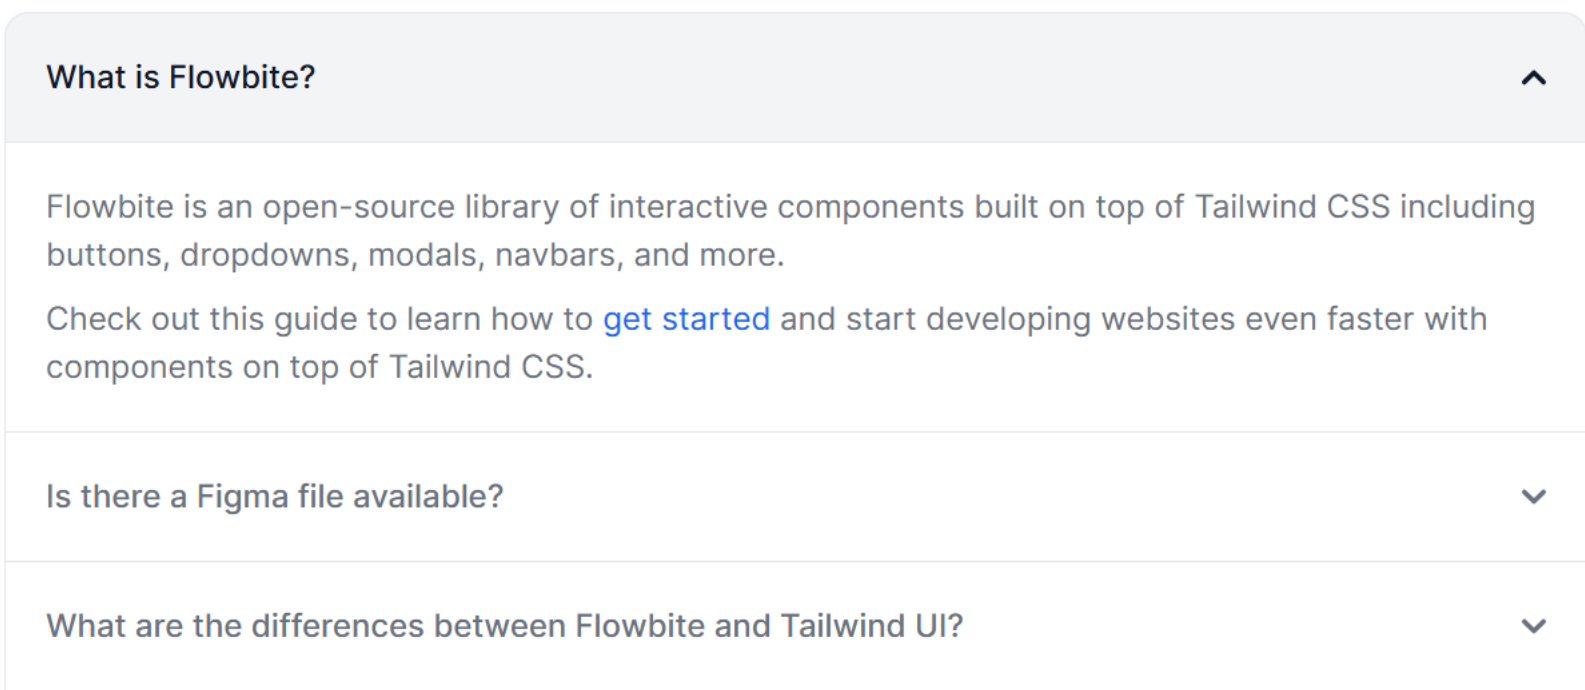 What is Flowbite?
Flowbite is an open-source library of interactive components built on top of Tailwind CSS including
buttons, dropdowns, modals, navbars, and more.
Check out this guide to learn how to get started and start developing websites even faster with
components on top of Tailwind CSS.
Is there a Figma file available?
What are the differences between Flowbite and Tailwind UI?